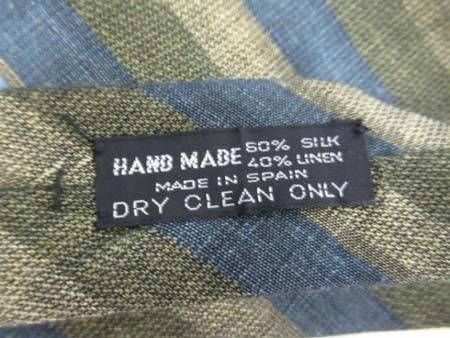 HAND MADE 60% SILK
40% LINEN
MADE IN SPAIN
DRY CLEAN ONLY